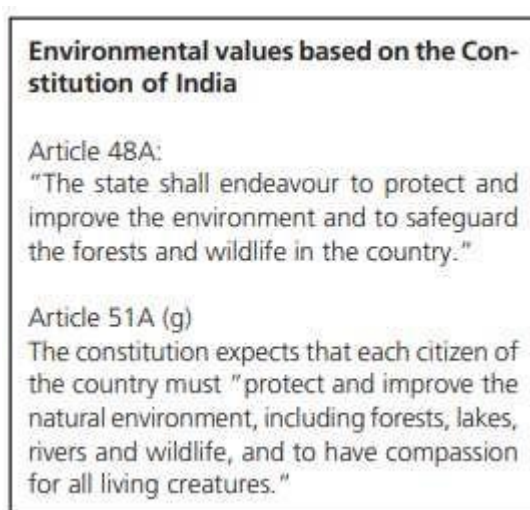 Environmental values based on the Con-
stitution of India
Article 48A:
"The state shall endeavour to protect and
improve the environment and to safeguard
the forests and wildlife in the country."
Article 51A (g)
The constitution expects that each citizen of
the country must "protect and improve the
natural environment, including forests, lakes,
rivers and wildlife, and to have compassion
for all living creatures."